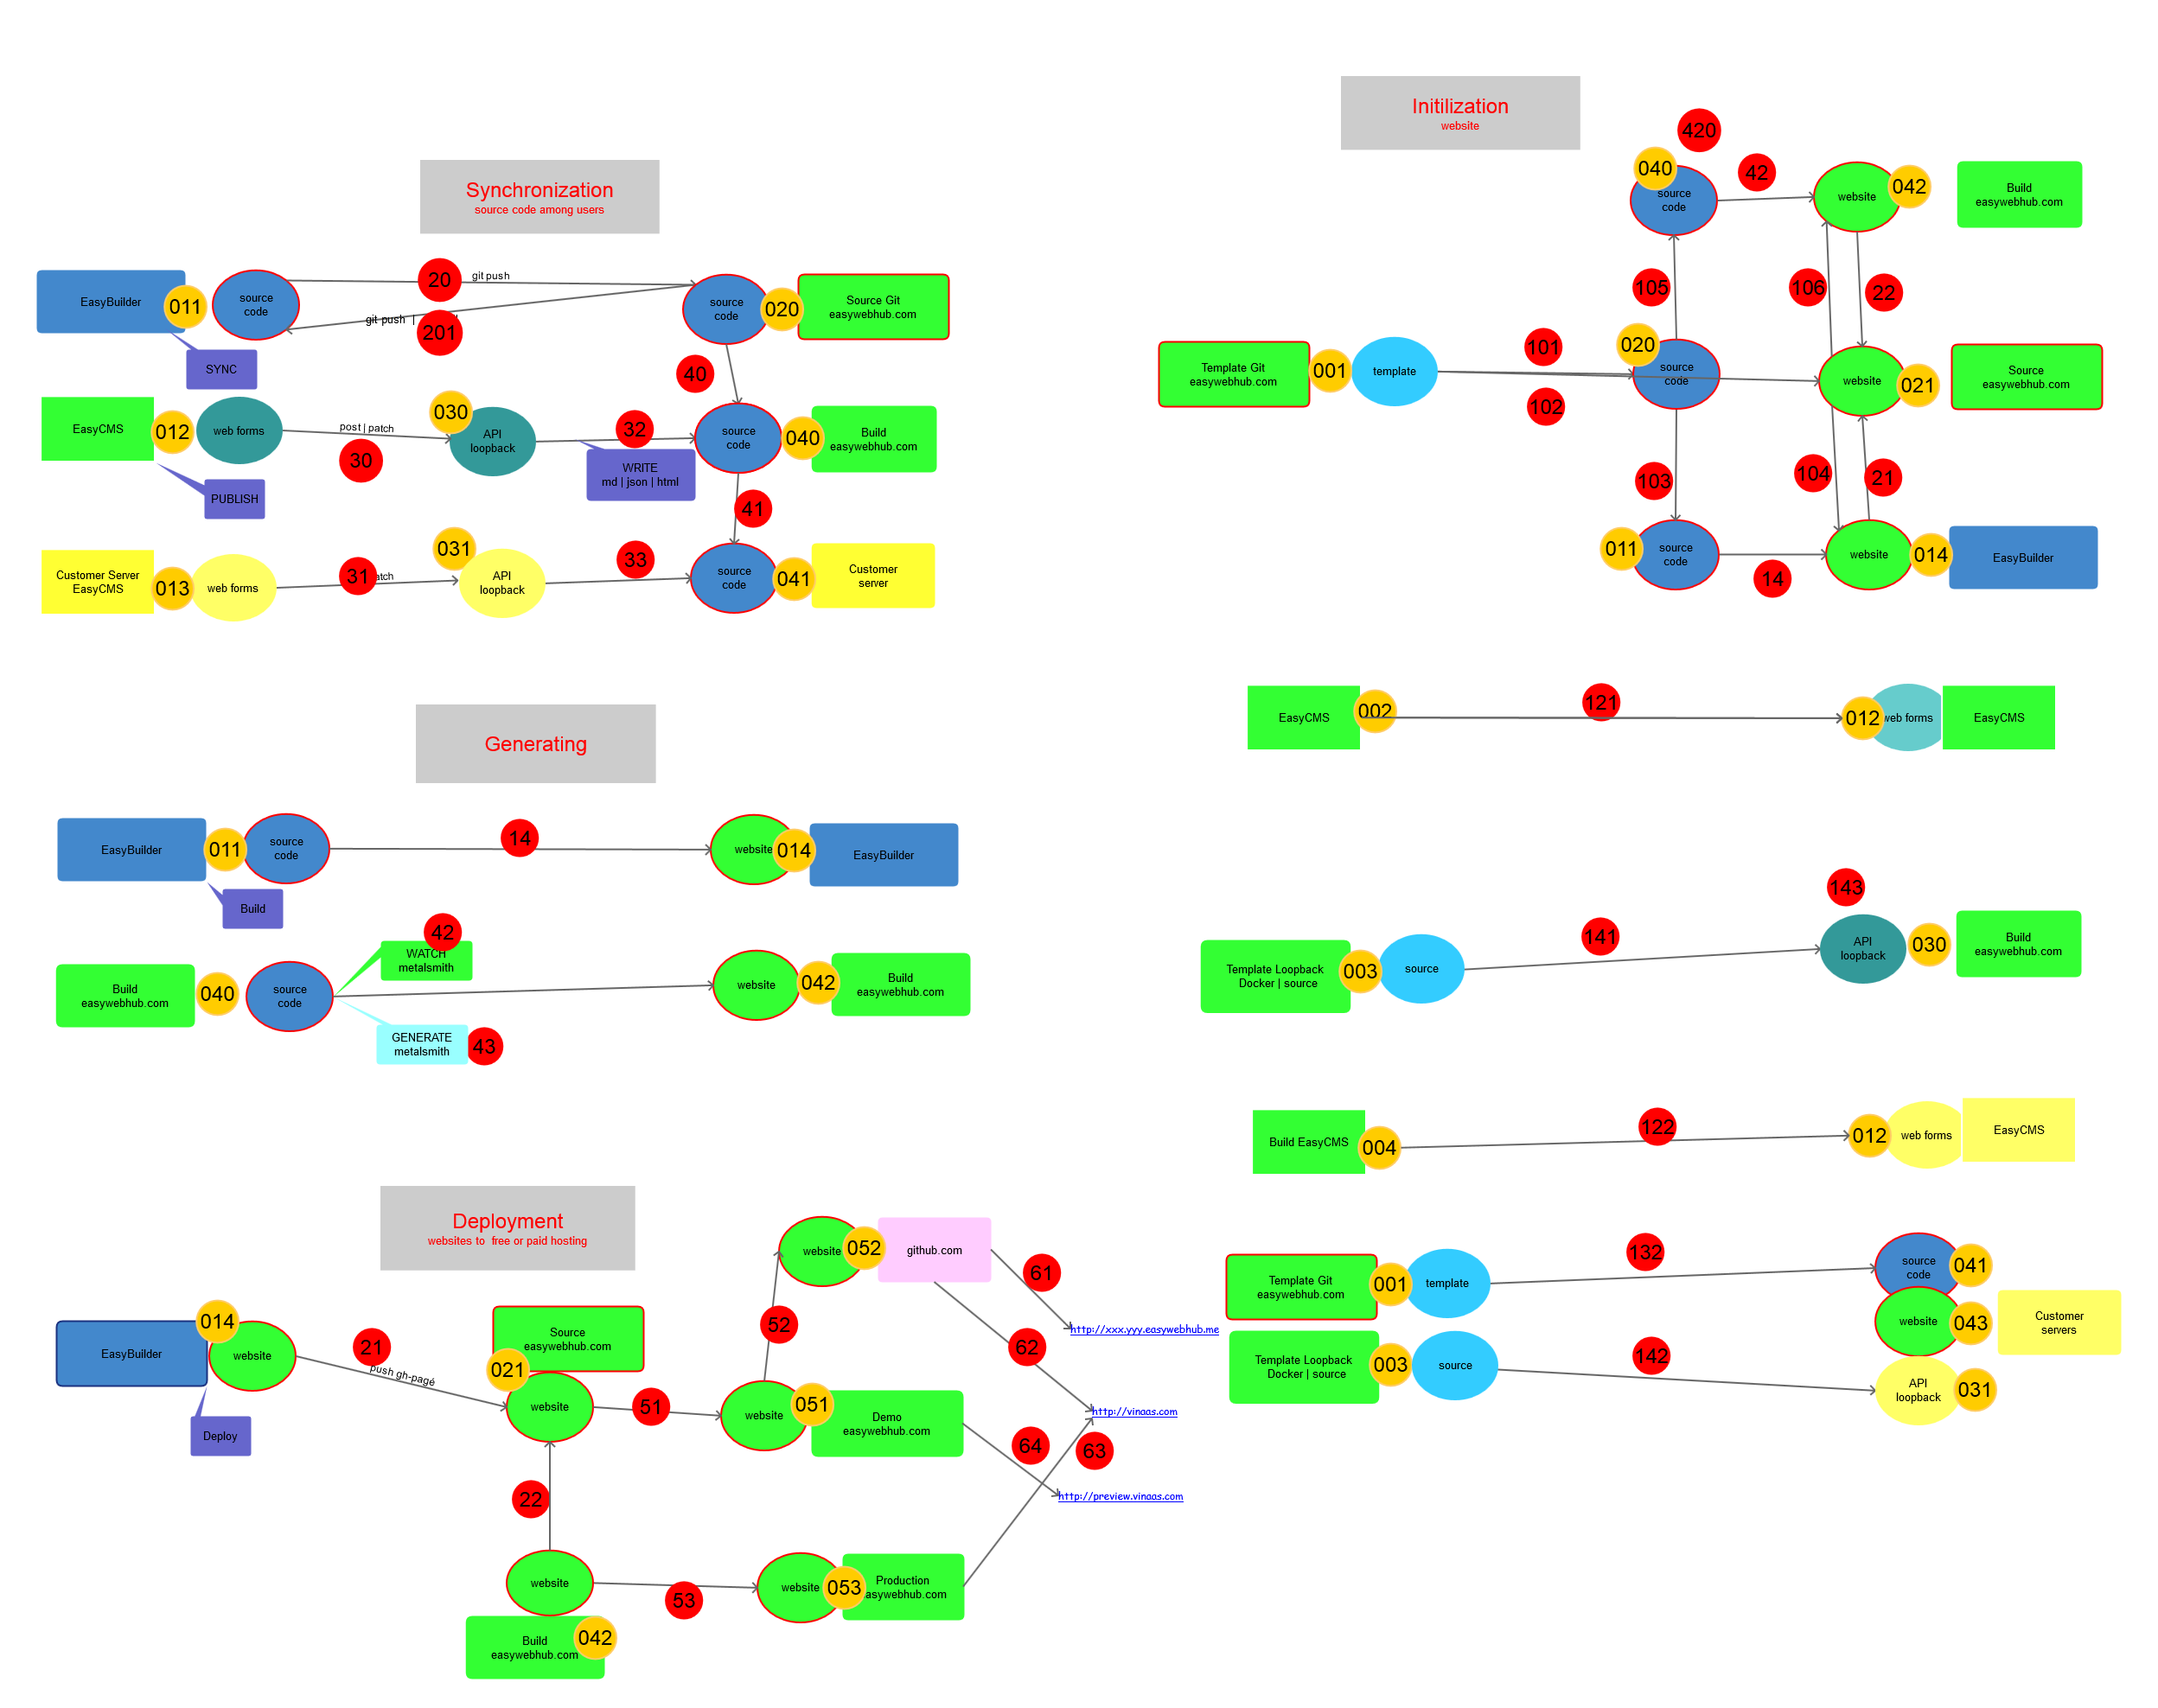 Synchronization
source code among users
EasyBuilder
011
source
code
20
git push
git push |
201
source
code
020
Source Git
easywebhub.com
SYNC
40
EasyCMS
012
web forms
post | patch
30
030
API
loopback
32
WRITE
md | json | html
source
code
040
Build
easywebhub.com
PUBLISH
41
Customer Server
EasyCMS
013
web forms
31
031
API
loopback
33
source
code
041
Customer
server
Generating
EasyBuilder
011
source
code
14
website
014
EasyBuilder
Build
Build
easywebhub.com
040
source
code
42
WATCH
metalsmith
GENERATE
metalsmith
43
website
042
Build
easywebhub.com
Deployment
websites to  free or paid hosting
EasyBuilder
014
website
Deploy
21
push gh-pagé
Source
easywebhub.com
021
website
51
website
051
Demo
easywebhub.com
52
website
052
github.com
61
http://xxx.yyy.easywebhub.me
62
http://vinaas.com
64
63
http://preview.vinaas.com
22
website
Build
easywebhub.com
042
53
website
053
Production
easywebhub.com
Initilization
website
420
040
source
code
42
website
042
Build
easywebhub.com
105
106
22
Template Git
easywebhub.com
001
template
101
102
020
source
code
website
021
Source
easywebhub.com
103
104
21
011
source
code
14
website
014
EasyBuilder
EasyCMS
002
121
012
web forms
EasyCMS
Template Loopback
Docker | source
003
source
141
143
API
loopback
030
Build
easywebhub.com
Build EasyCMS
004
122
012
web forms
EasyCMS
Template Git
easywebhub.com
001
template
132
source
code
041
website
043
Customer
servers
Template Loopback
Docker | source
003
source
142
API
loopback
031